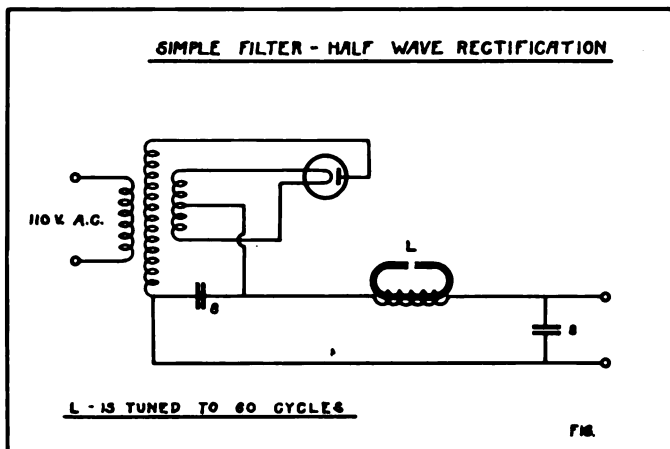 SIMPLE FILTER - HALF WAVE RECTIFICATION
110 V. A.C.
L
8
8
L - IS TUNED TO 60 CYCLES
FIG.